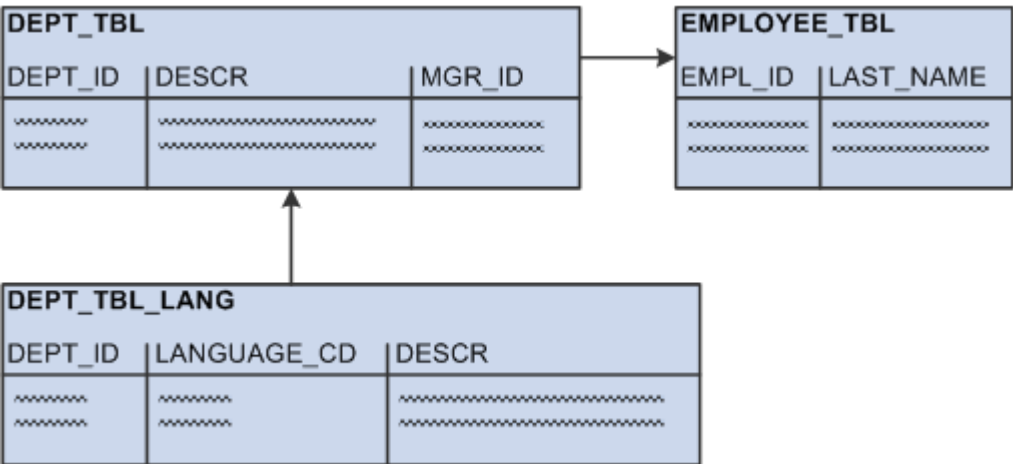 DEPT_TBL
DEPT_ID DESCR MGR_ID
EMPLOYEE_TBL
EMPL_ID LAST_NAME
DEPT_TBL_LANG
DEPT_ID LANGUAGE_CD DESCR